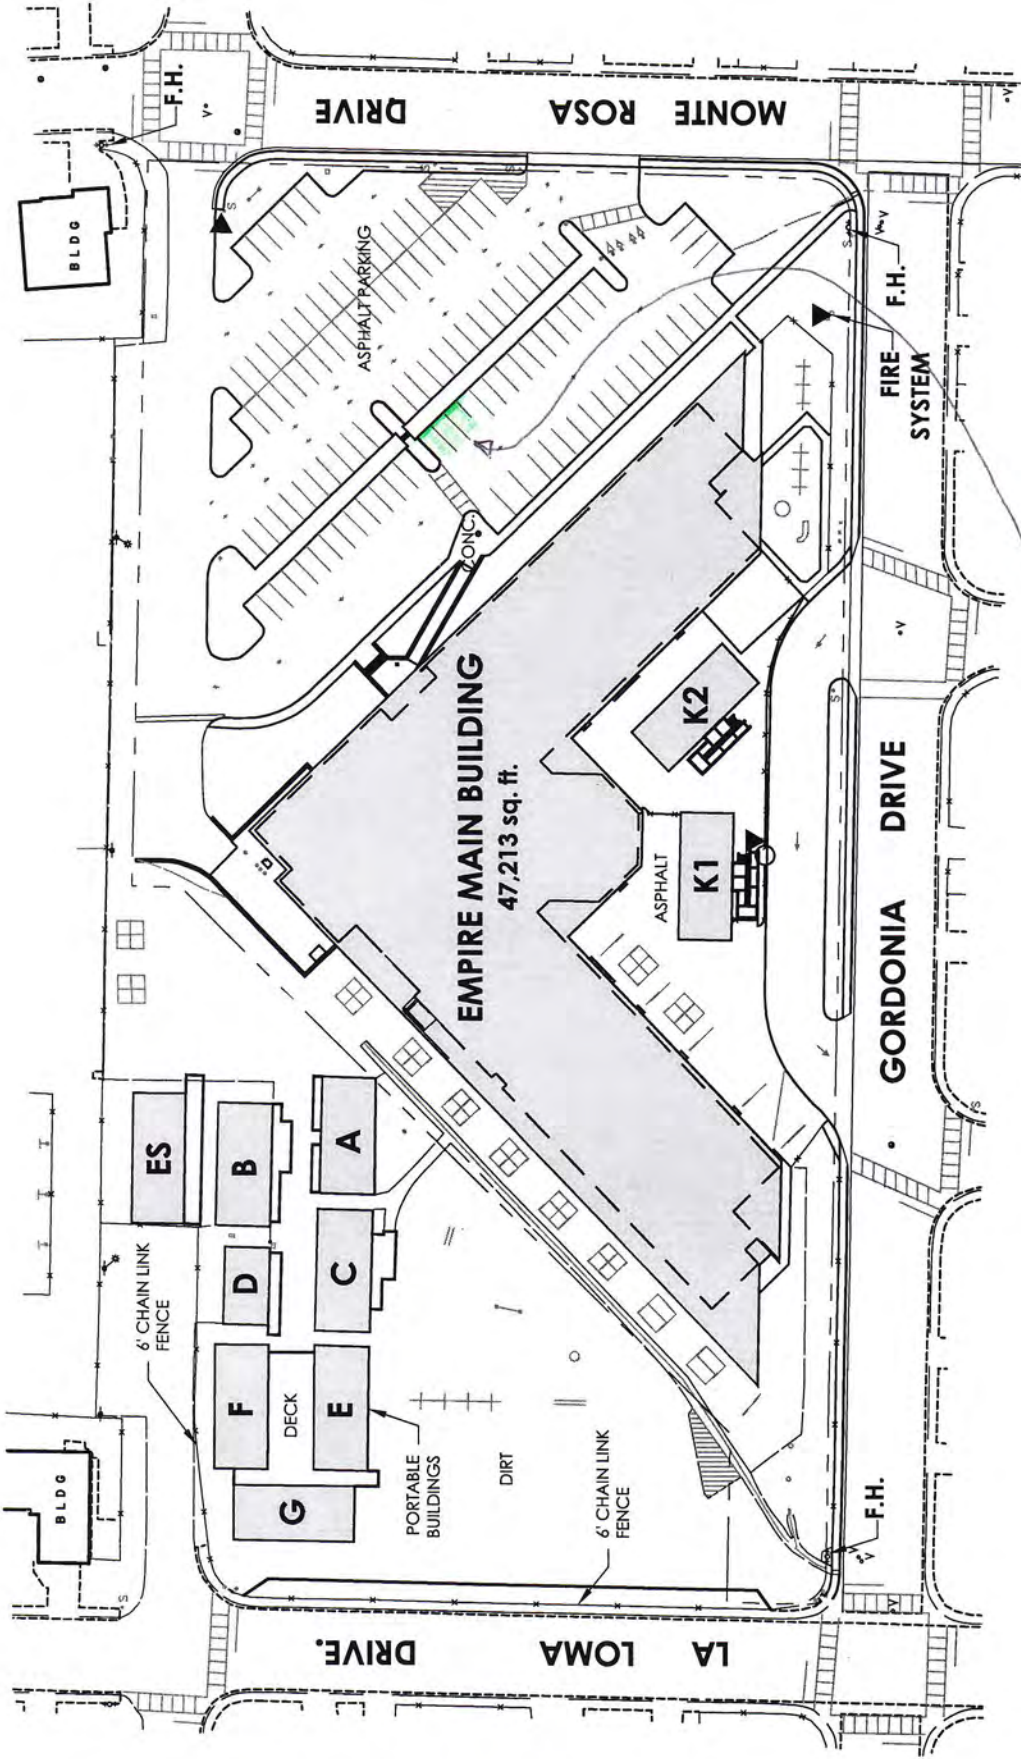 MONTE ROSA DRIVE
F.H.
V
BLDG
S
ASPHALT PARKING
S
S
S
V
F.H.
FIRE
SYSTEM
CONC.
EMPIRE MAIN BUILDING
47,213 sq. ft.
K2
V
S
ASPHALT
K1
GORDONIA DRIVE
ES
B
A
D
C
F
DECK
E
G
6' CHAIN LINK
FENCE
PORTABLE
BUILDINGS
DIRT
6' CHAIN LINK
FENCE
BLDG
S
S
F.H.
V
V
V
LA LOMA DRIVE.